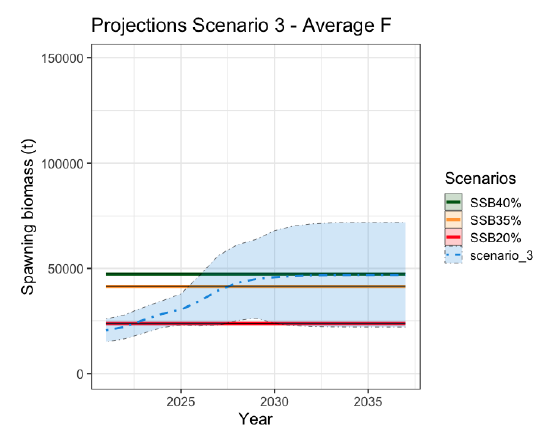 Projections Scenario 3 - Average F
Spawning biomass (t)
150000
100000
50000
0
2025
2030
2035
Year
Scenarios
SSB40%
SSB35%
SSB20%
scenario_3